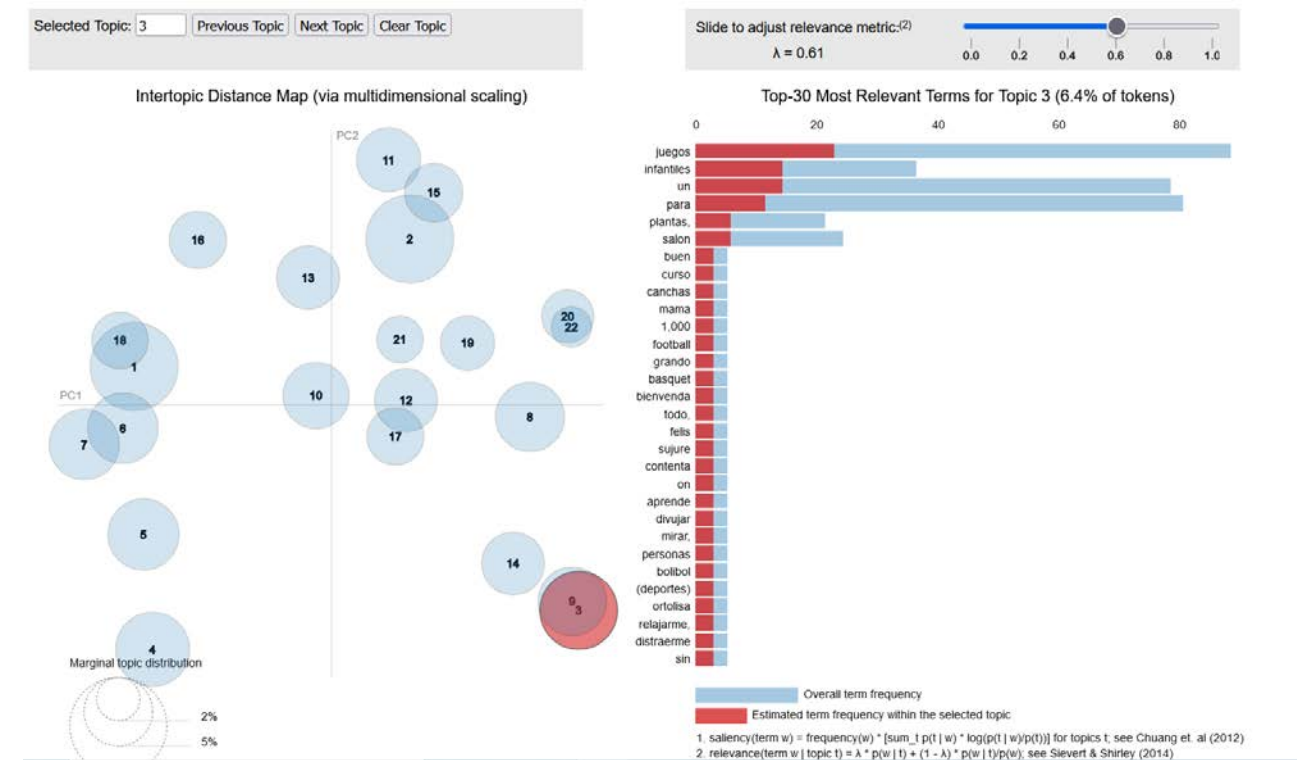 Selected Topic: 3 Previous Topic Next Topic Clear Topic
Slide to adjust relevance metric:(2)
λ = 0.61
0.0 0.2 0.4 0.6 0.8 1.0
Intertopic Distance Map (via multidimensional scaling)
PC2
11
15
2
16
13
20
22
21
19
18
1
10
PC1
12
8
6
17
7
5
14
9
3
4
Marginal topic distribution
2%
5%
Top-30 Most Relevant Terms for Topic 3 (6.4% of tokens)
0 20 40 60 80
juegos
infantiles
un
para
plantas,
salon
buen
curso
canchas
mama
1,000
football
grando
basquet
bienvenda
todo,
felis
sujure
contenta
on
aprende
divujar
mirar,
personas
bolibol
(deportes)
ortolisa
relajarme,
distraerme
sin
Overall term frequency
Estimated term frequency within the selected topic
1. saliency(term w) = frequency(w) * [sum_t p(t | w) * log(p(t | w)/p(t))] for topics t; see Chuang et. al (2012)
2. relevance(term w | topic t) = λ * p(w | t) + (1 - λ) * p(w | t)/p(w); see Sievert & Shirley (2014)